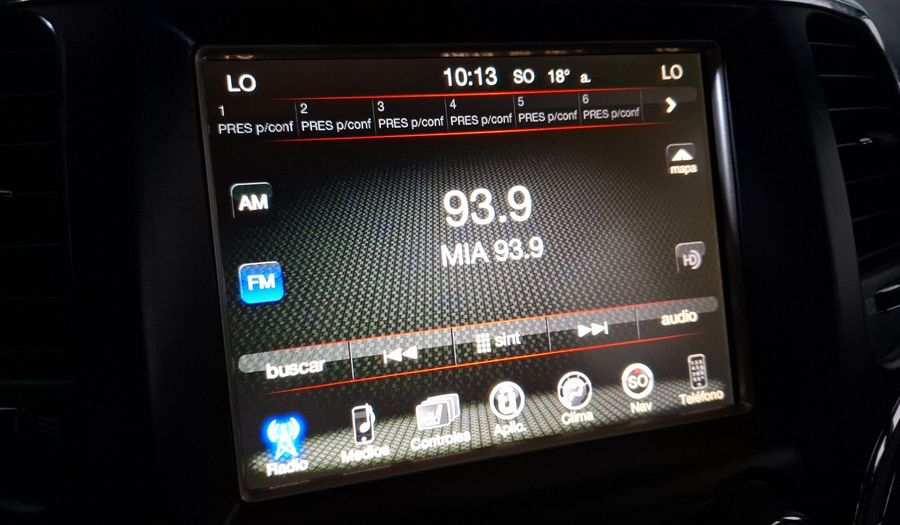 LO 10:13 SO 18° a. LO
1 2 3 4 5 6
PRES p/conf PRES p/conf PRES p/conf PRES p/conf PRES p/conf PRES p/conf
mapa
AM
93.9
MIA 93.9
HD
FM
buscar sint audio
Radio Medios Controles Aplic. Clima SO Nav Teléfono